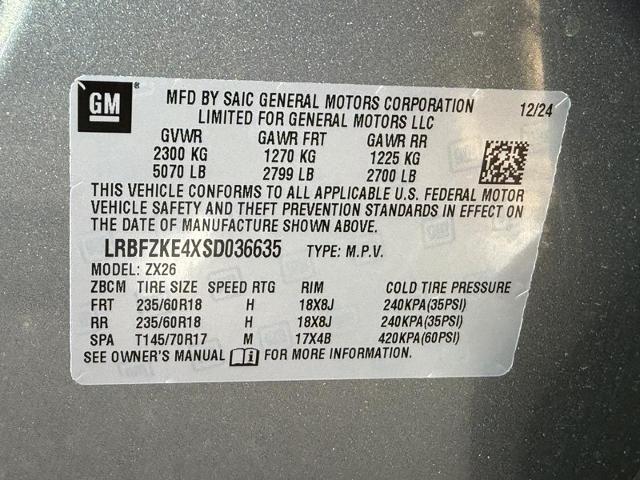 GM ®
MFD BY SAIC GENERAL MOTORS CORPORATION 12/24
LIMITED FOR GENERAL MOTORS LLC
GVWR GAWR FRT GAWR RR
2300 KG 1270 KG 1225 KG
5070 LB 2799 LB 2700 LB
THIS VEHICLE CONFORMS TO ALL APPLICABLE U.S. FEDERAL MOTOR
VEHICLE SAFETY AND THEFT PREVENTION STANDARDS IN EFFECT ON
THE DATE OF MANUFACTURE SHOWN ABOVE.
LRBFZKE4XSD036635 TYPE: M.P.V.
MODEL: ZX26
ZBCM TIRE SIZE SPEED RTG RIM COLD TIRE PRESSURE
FRT 235/60R18 H 18X8J 240KPA(35PSI)
RR 235/60R18 H 18X8J 240KPA(35PSI)
SPA T145/70R17 M 17X4B 420KPA(60PSI)
SEE OWNER'S MANUAL i FOR MORE INFORMATION.